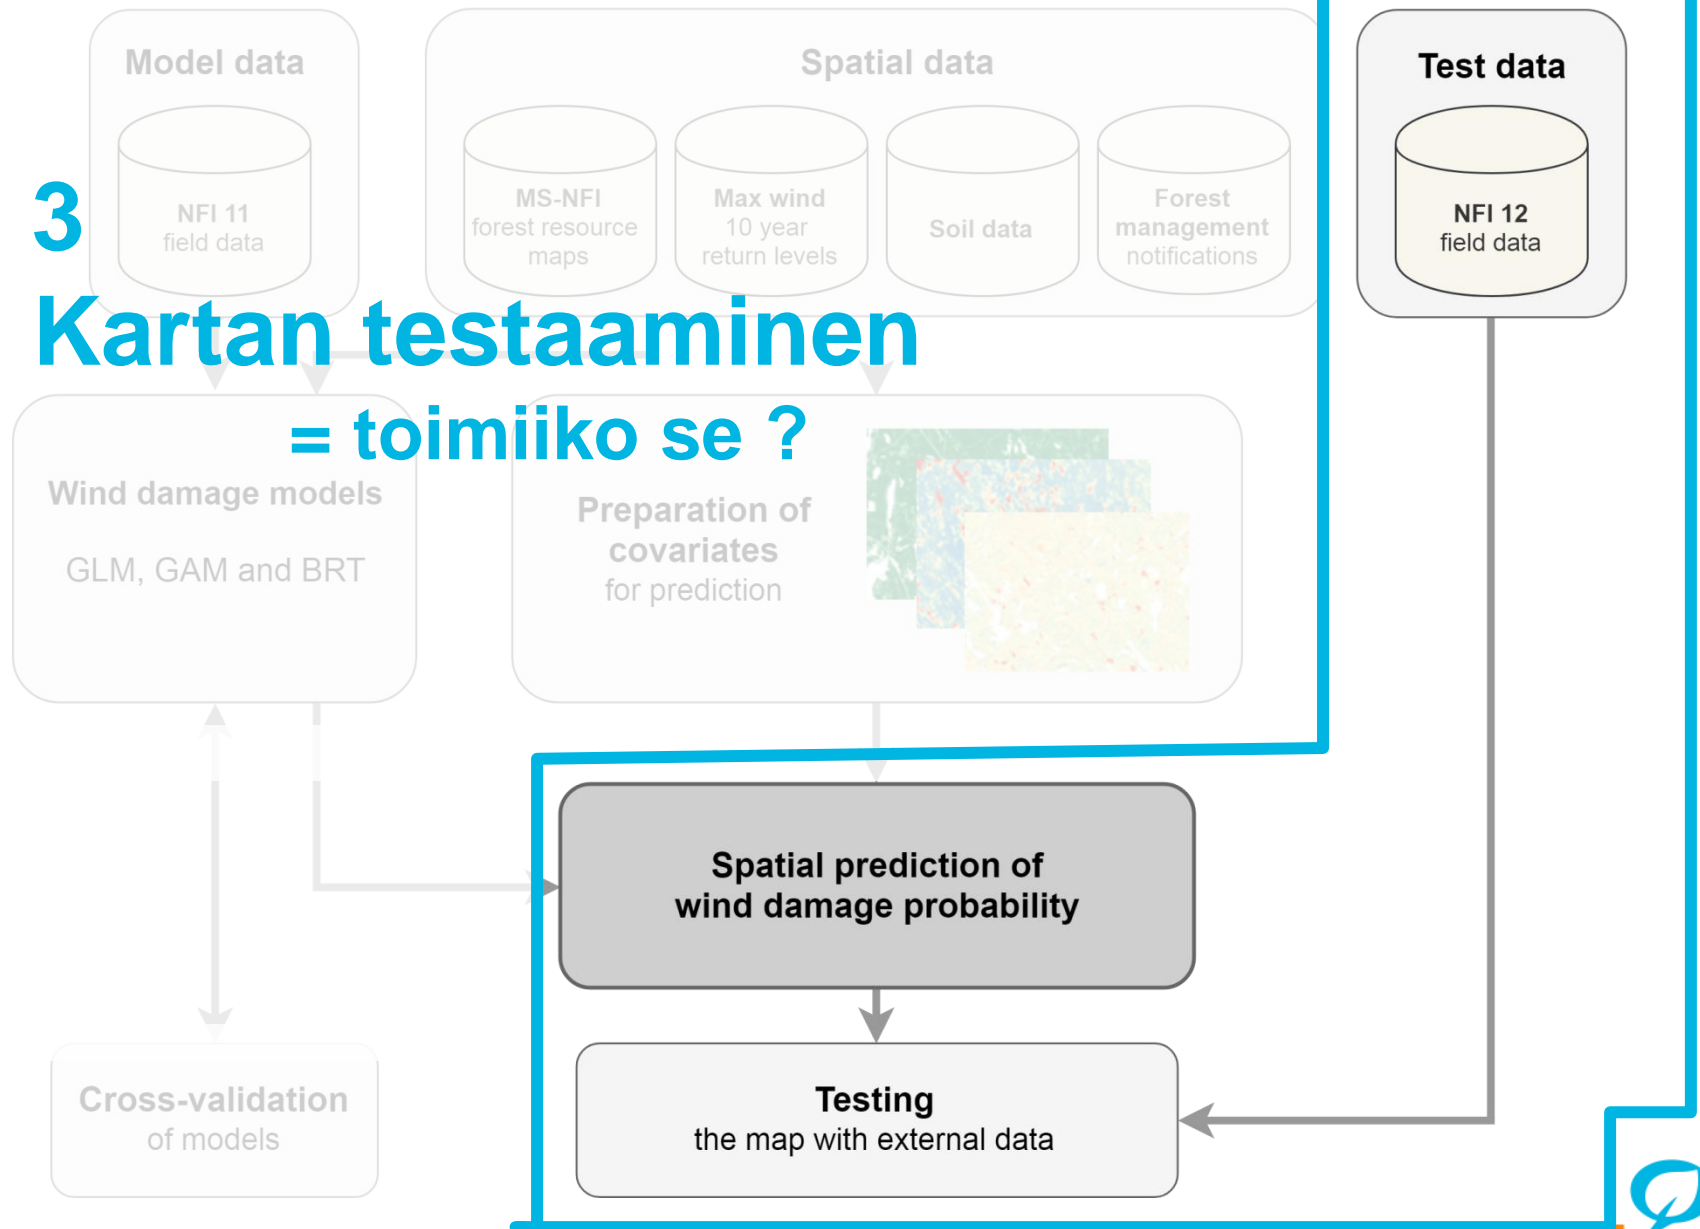 Model data
NFI 11
field data
Spatial data
MS-NFI
forest resource
maps
Max wind
10 year
return levels
Soil data
Forest
management
notifications
Test data
NFI 12
field data
3
Kartan testaaminen
= toimiiko se ?
Wind damage models
GLM, GAM and BRT
Preparation of
covariates
for prediction
Spatial prediction of
wind damage probability
Cross-validation
of models
Testing
the map with external data